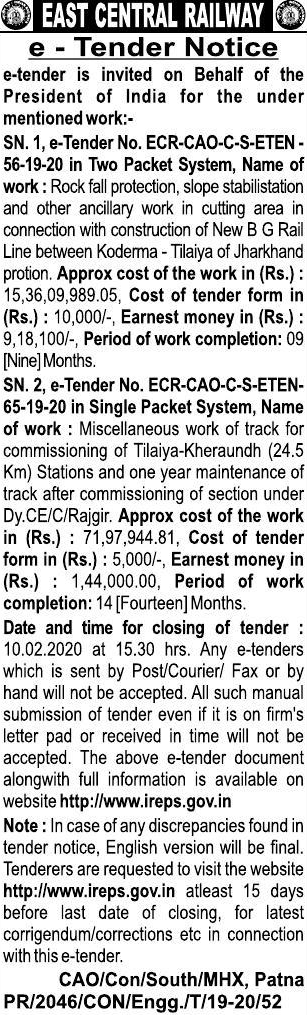 EAST CENTRAL RAILWAY
e - Tender Notice
e-tender is invited on Behalf of the
President of India for the under
mentioned work:-
SN. 1, e-Tender No. ECR-CAO-C-S-ETEN -
56-19-20 in Two Packet System, Name of
work : Rock fall protection, slope stabilistation
and other ancillary work in cutting area in
connection with construction of New B G Rail
Line between Koderma - Tilaiya of Jharkhand
protion. Approx cost of the work in (Rs.) :
15,36,09,989.05, Cost of tender form in
(Rs.) : 10,000/-, Earnest money in (Rs.) :
9,18,100/-, Period of work completion: 09
[Nine] Months.
SN. 2, e-Tender No. ECR-CAO-C-S-ETEN-
65-19-20 in Single Packet System, Name
of work : Miscellaneous work of track for
commissioning of Tilaiya-Kheraundh (24.5
Km) Stations and one year maintenance of
track after commissioning of section under
Dy.CE/C/Rajgir. Approx cost of the work
in (Rs.) : 71,97,944.81, Cost of tender
form in (Rs.) : 5,000/-, Earnest money in
(Rs.) : 1,44,000.00, Period of work
completion: 14 [Fourteen] Months.
Date and time for closing of tender :
10.02.2020 at 15.30 hrs. Any e-tenders
which is sent by Post/Courier/ Fax or by
hand will not be accepted. All such manual
submission of tender even if it is on firm's
letter pad or received in time will not be
accepted. The above e-tender document
alongwith full information is available on
website http://www.ireps.gov.in
Note : In case of any discrepancies found in
tender notice, English version will be final.
Tenderers are requested to visit the website
http://www.ireps.gov.in atleast 15 days
before last date of closing, for latest
corrigendum/corrections etc in connection
with this e-tender.
CAO/Con/South/MHX, Patna
PR/2046/CON/Engg./T/19-20/52